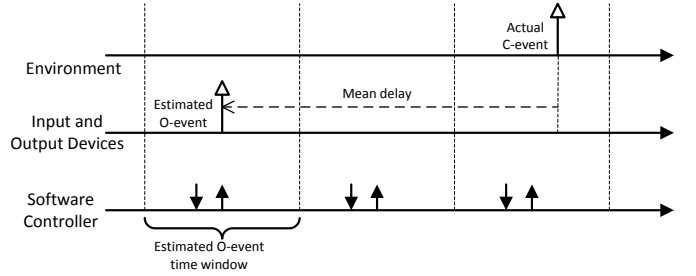 Actual
C-event
Environment
Mean delay
Estimated
O-event
Input and
Output Devices
Software
Controller
Estimated O-event
time window